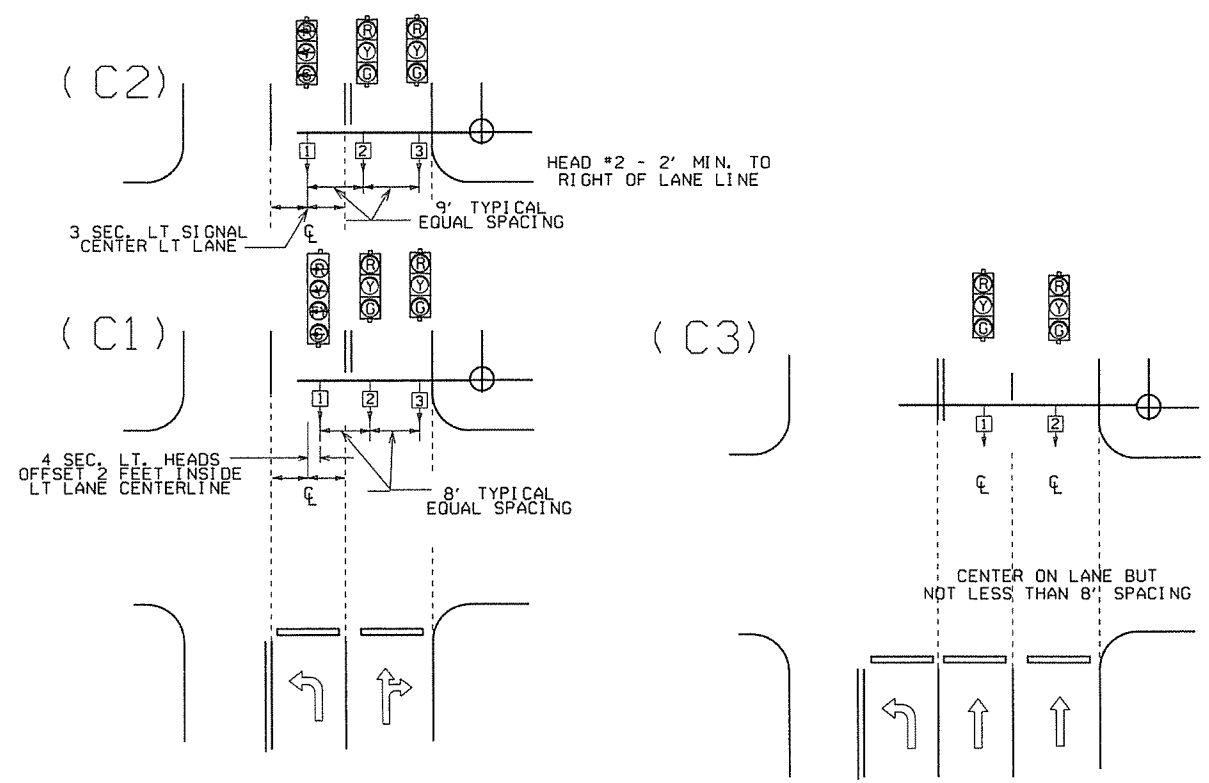 (C2)
R
Y
G
R
Y
G
R
Y
G
1
2
3
HEAD #2 - 2' MIN. TO
RIGHT OF LANE LINE
9' TYPICAL
EQUAL SPACING
3 SEC. LT SIGNAL
CENTER LT LANE
℄
(C1)
R
Y
Y
G
R
Y
G
R
Y
G
1
2
3
4 SEC. LT. HEADS
OFFSET 2 FEET INSIDE
LT LANE CENTERLINE
℄
8' TYPICAL
EQUAL SPACING
(C3)
R
Y
G
R
Y
G
1
2
℄
℄
CENTER ON LANE BUT
NOT LESS THAN 8' SPACING